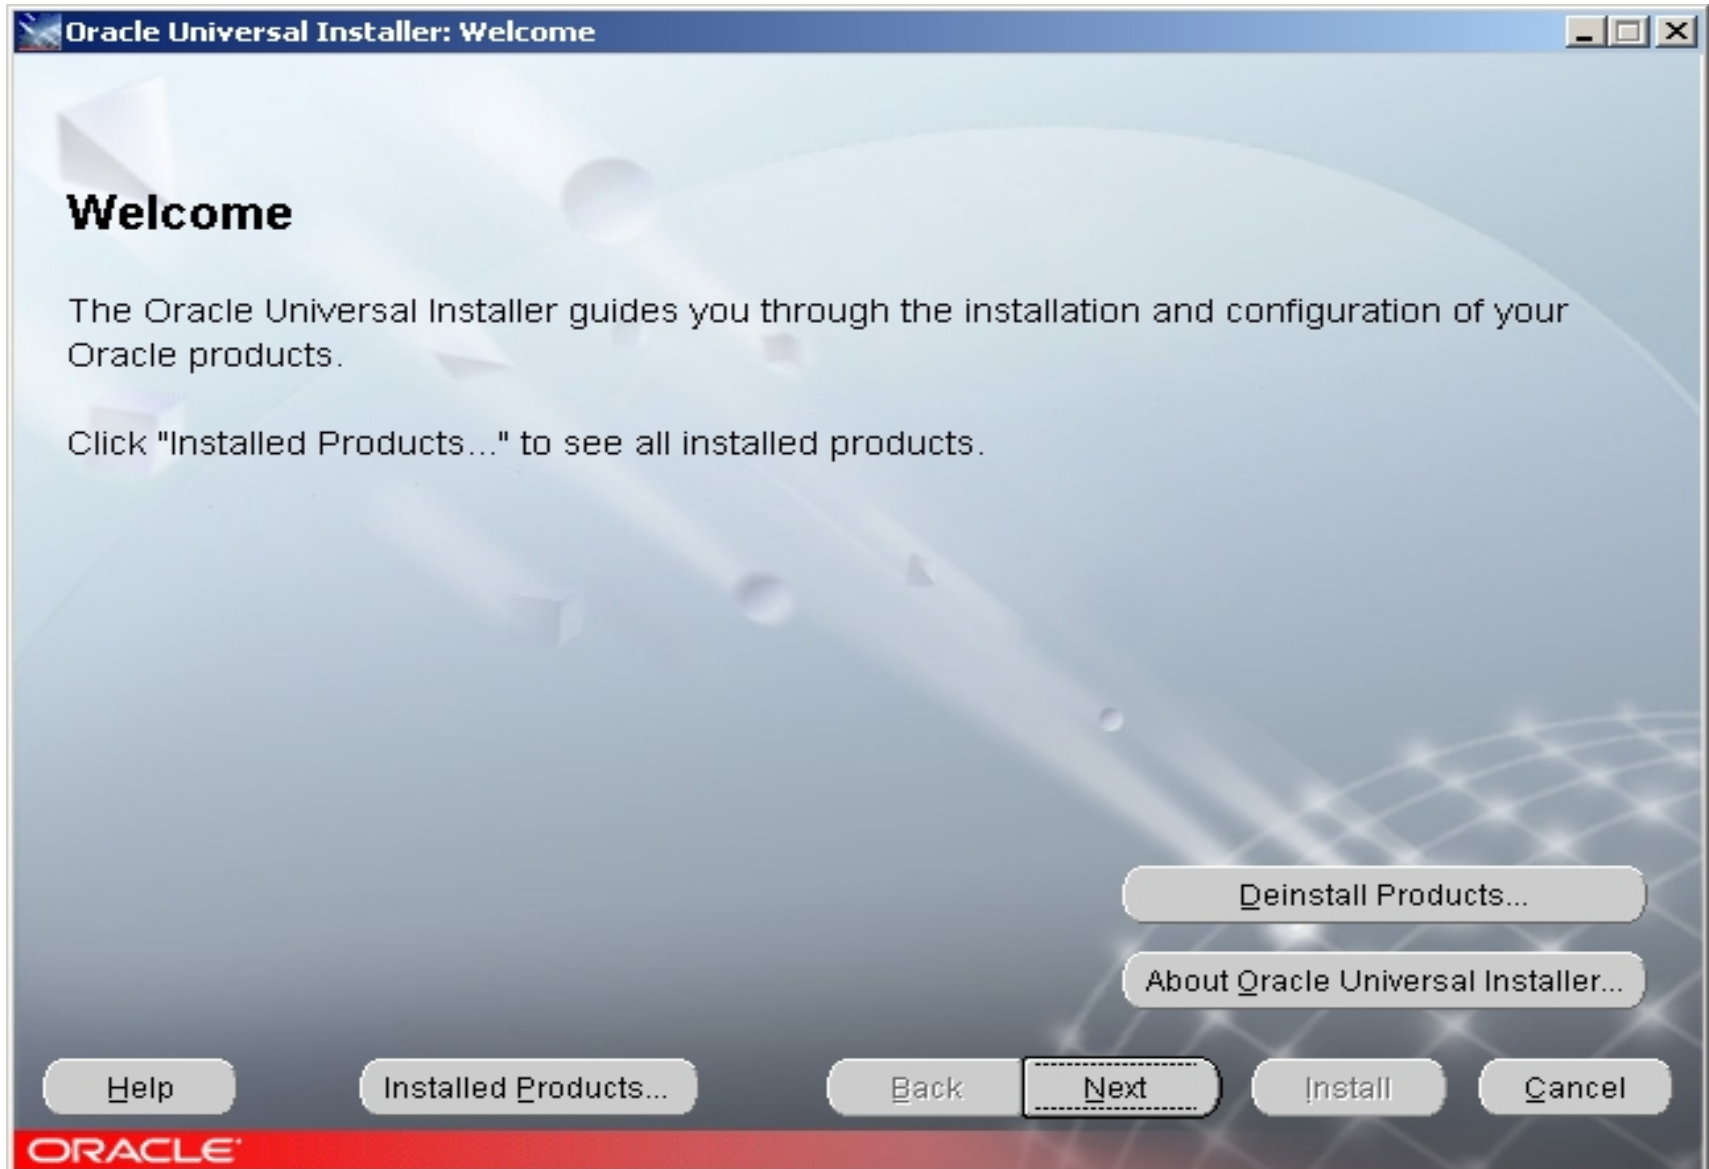 Oracle Universal Installer: Welcome
Welcome
The Oracle Universal Installer guides you through the installation and configuration of your
Oracle products.
Click "Installed Products..." to see all installed products.
Deinstall Products...
About Oracle Universal Installer...
Help
Installed Products...
Back
Next
Install
Cancel
ORACLE